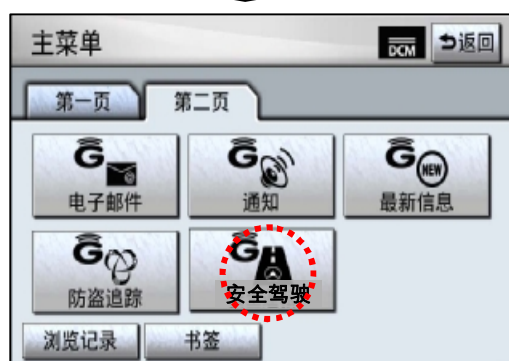 主菜单 DCM 返回
第一页 第二页
G G G NEW
电子邮件 通知 最新信息
G G
防盗追踪 安全驾驶
浏览记录 书签